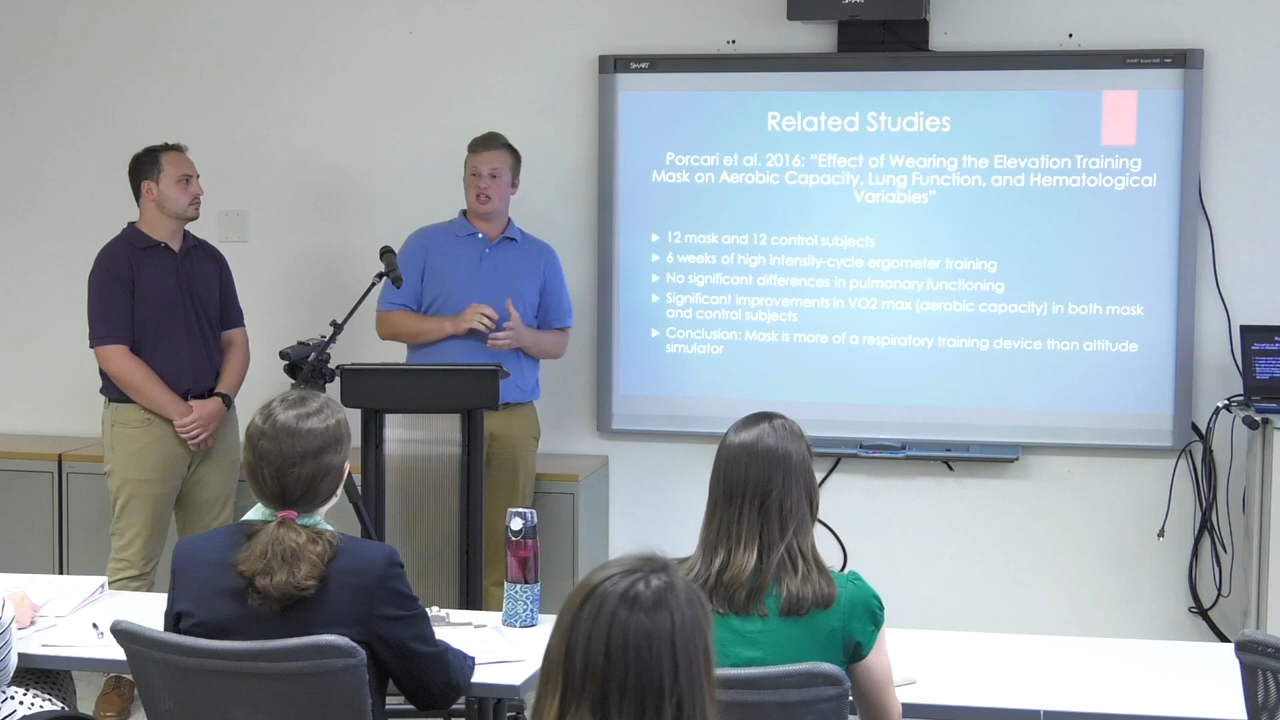 SMART
SMART
Related Studies
Porcari et al. 2016: “Effect of Wearing the Elevation Training
Mask on Aerobic Capacity, Lung Function, and Hematological
Variables”
12 mask and 12 control subjects
6 weeks of high intensity-cycle ergometer training
No significant differences in pulmonary functioning
Significant improvements in VO2 max (aerobic capacity) in both mask
and control subjects
Conclusion: Mask is more of a respiratory training device than altitude
simulator